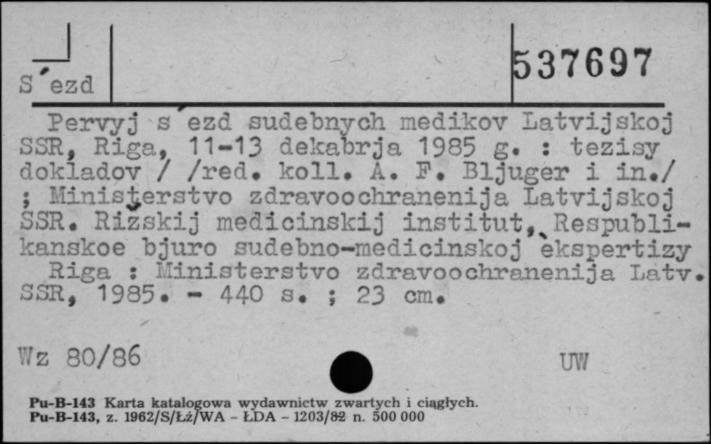 537697
S´ezd
Pervyj s´ezd sudebnych medikov Latvijskoj
SSR, Riga, 11-13 dekabrja 1985 g. : tezisy
dokladov / /red. koll. A. F. Bljuger i in./
; Ministerstvo zdravoochranenija Latvijskoj
SSR. Rižskij medicinskij institut, Respubli-
kanskoe bjuro sudebno-medicinskoj ekspertizy
Riga : Ministerstvo zdravoochranenija Latv.
SSR, 1985. - 440 s. ; 23 cm.
Wz 80/86 UW
Pu-B-143 Karta katalogowa wydawnictw zwartych i ciągłych.
Pu-B-143, z. 1962/S/Łź/WA - ŁDA - 1203/82 n. 500 000